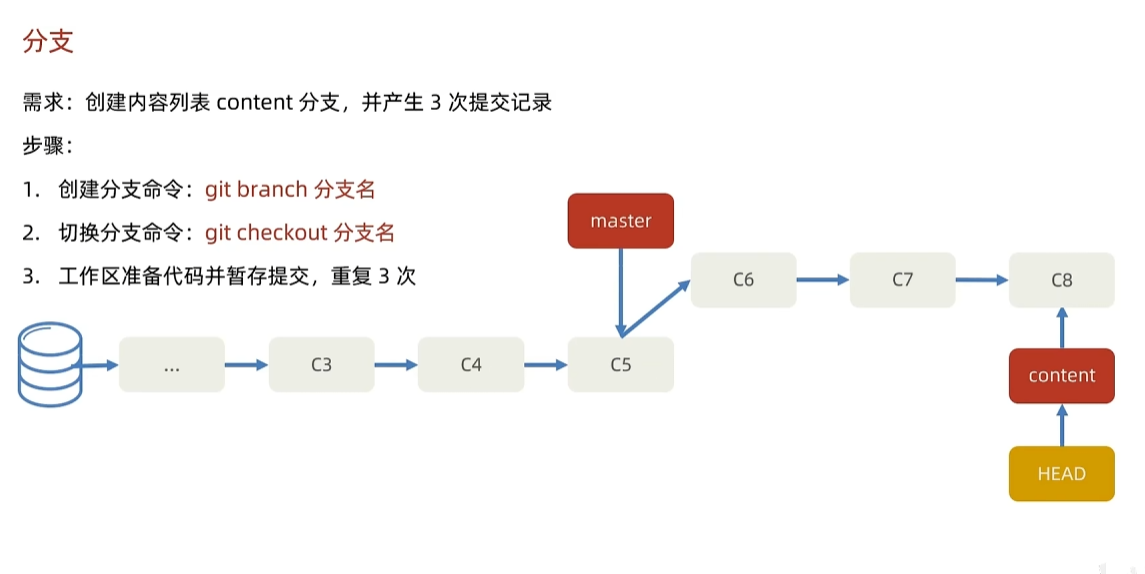 分支
需求：创建内容列表 content 分支，并产生 3 次提交记录
步骤：
1. 创建分支命令：git branch 分支名
2. 切换分支命令：git checkout 分支名
3. 工作区准备代码并暂存提交，重复 3 次
master
C6
C7
C8
...
C3
C4
C5
content
HEAD